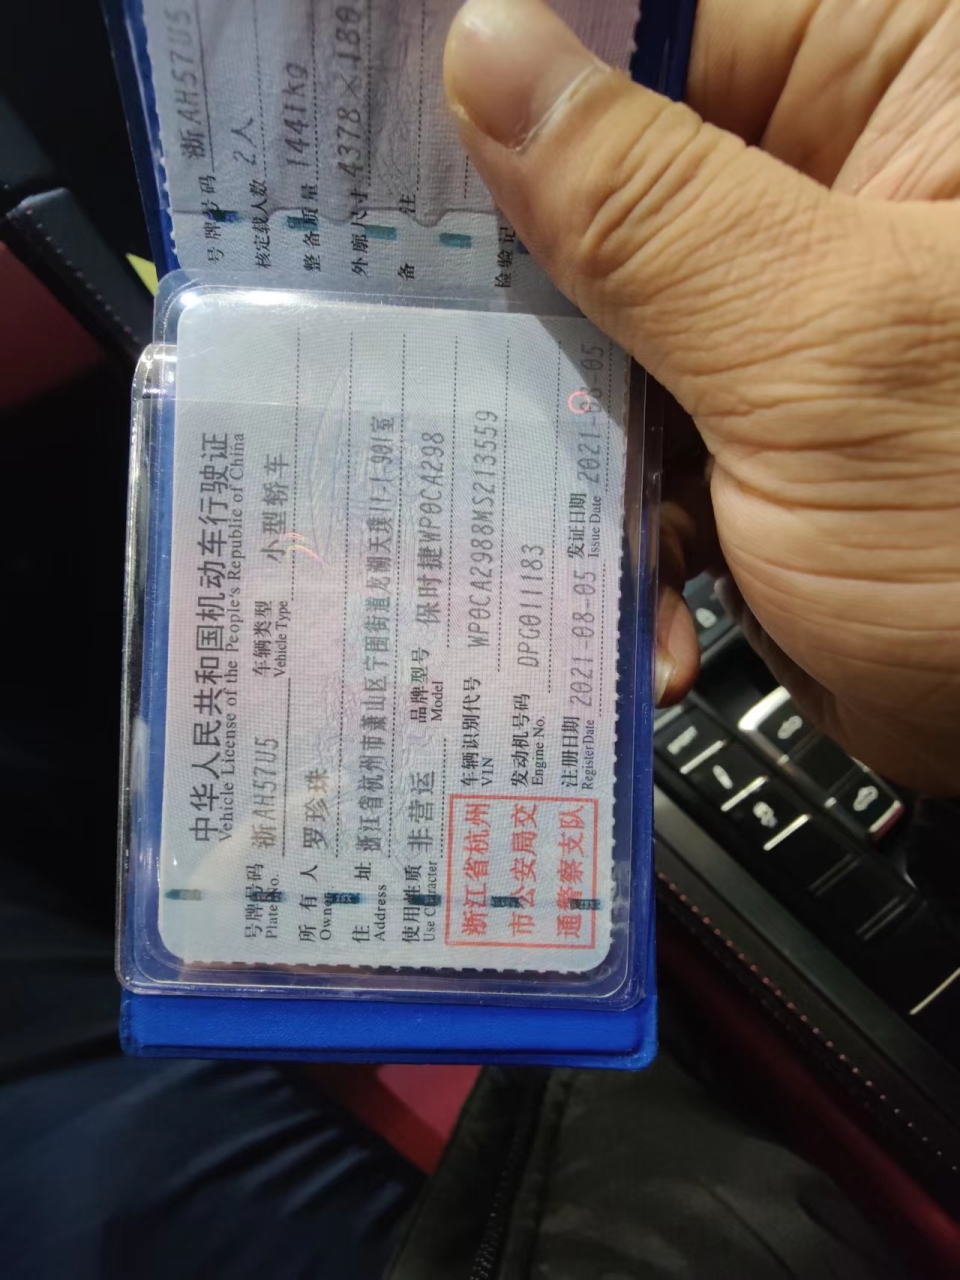 号牌号码 浙AH57U5
核定载人数 2人
整备质量 1441kg
外廓尺寸 4378×180
备 注
检验记
中华人民共和国机动车行驶证
Vehicle License of the People's Republic of China
号牌号码 浙AH57U5 车辆类型 小型轿车
Plate No. Vehicle Type
所有人 罗珍珠
Owner
住 址 浙江省杭州市萧山区宁围街道龙湖天璞11-1-901室
Address
使用性质 非营运 品牌型号 保时捷WP0CA298
Use Character Model
浙江省杭州
市公安局交
通警察支队
车辆识别代号 WP0CA2988MS213559
VIN
发动机号码 DPG011183
Engine No.
注册日期 2021-08-05 发证日期 2021-08-05
Register Date Issue Date